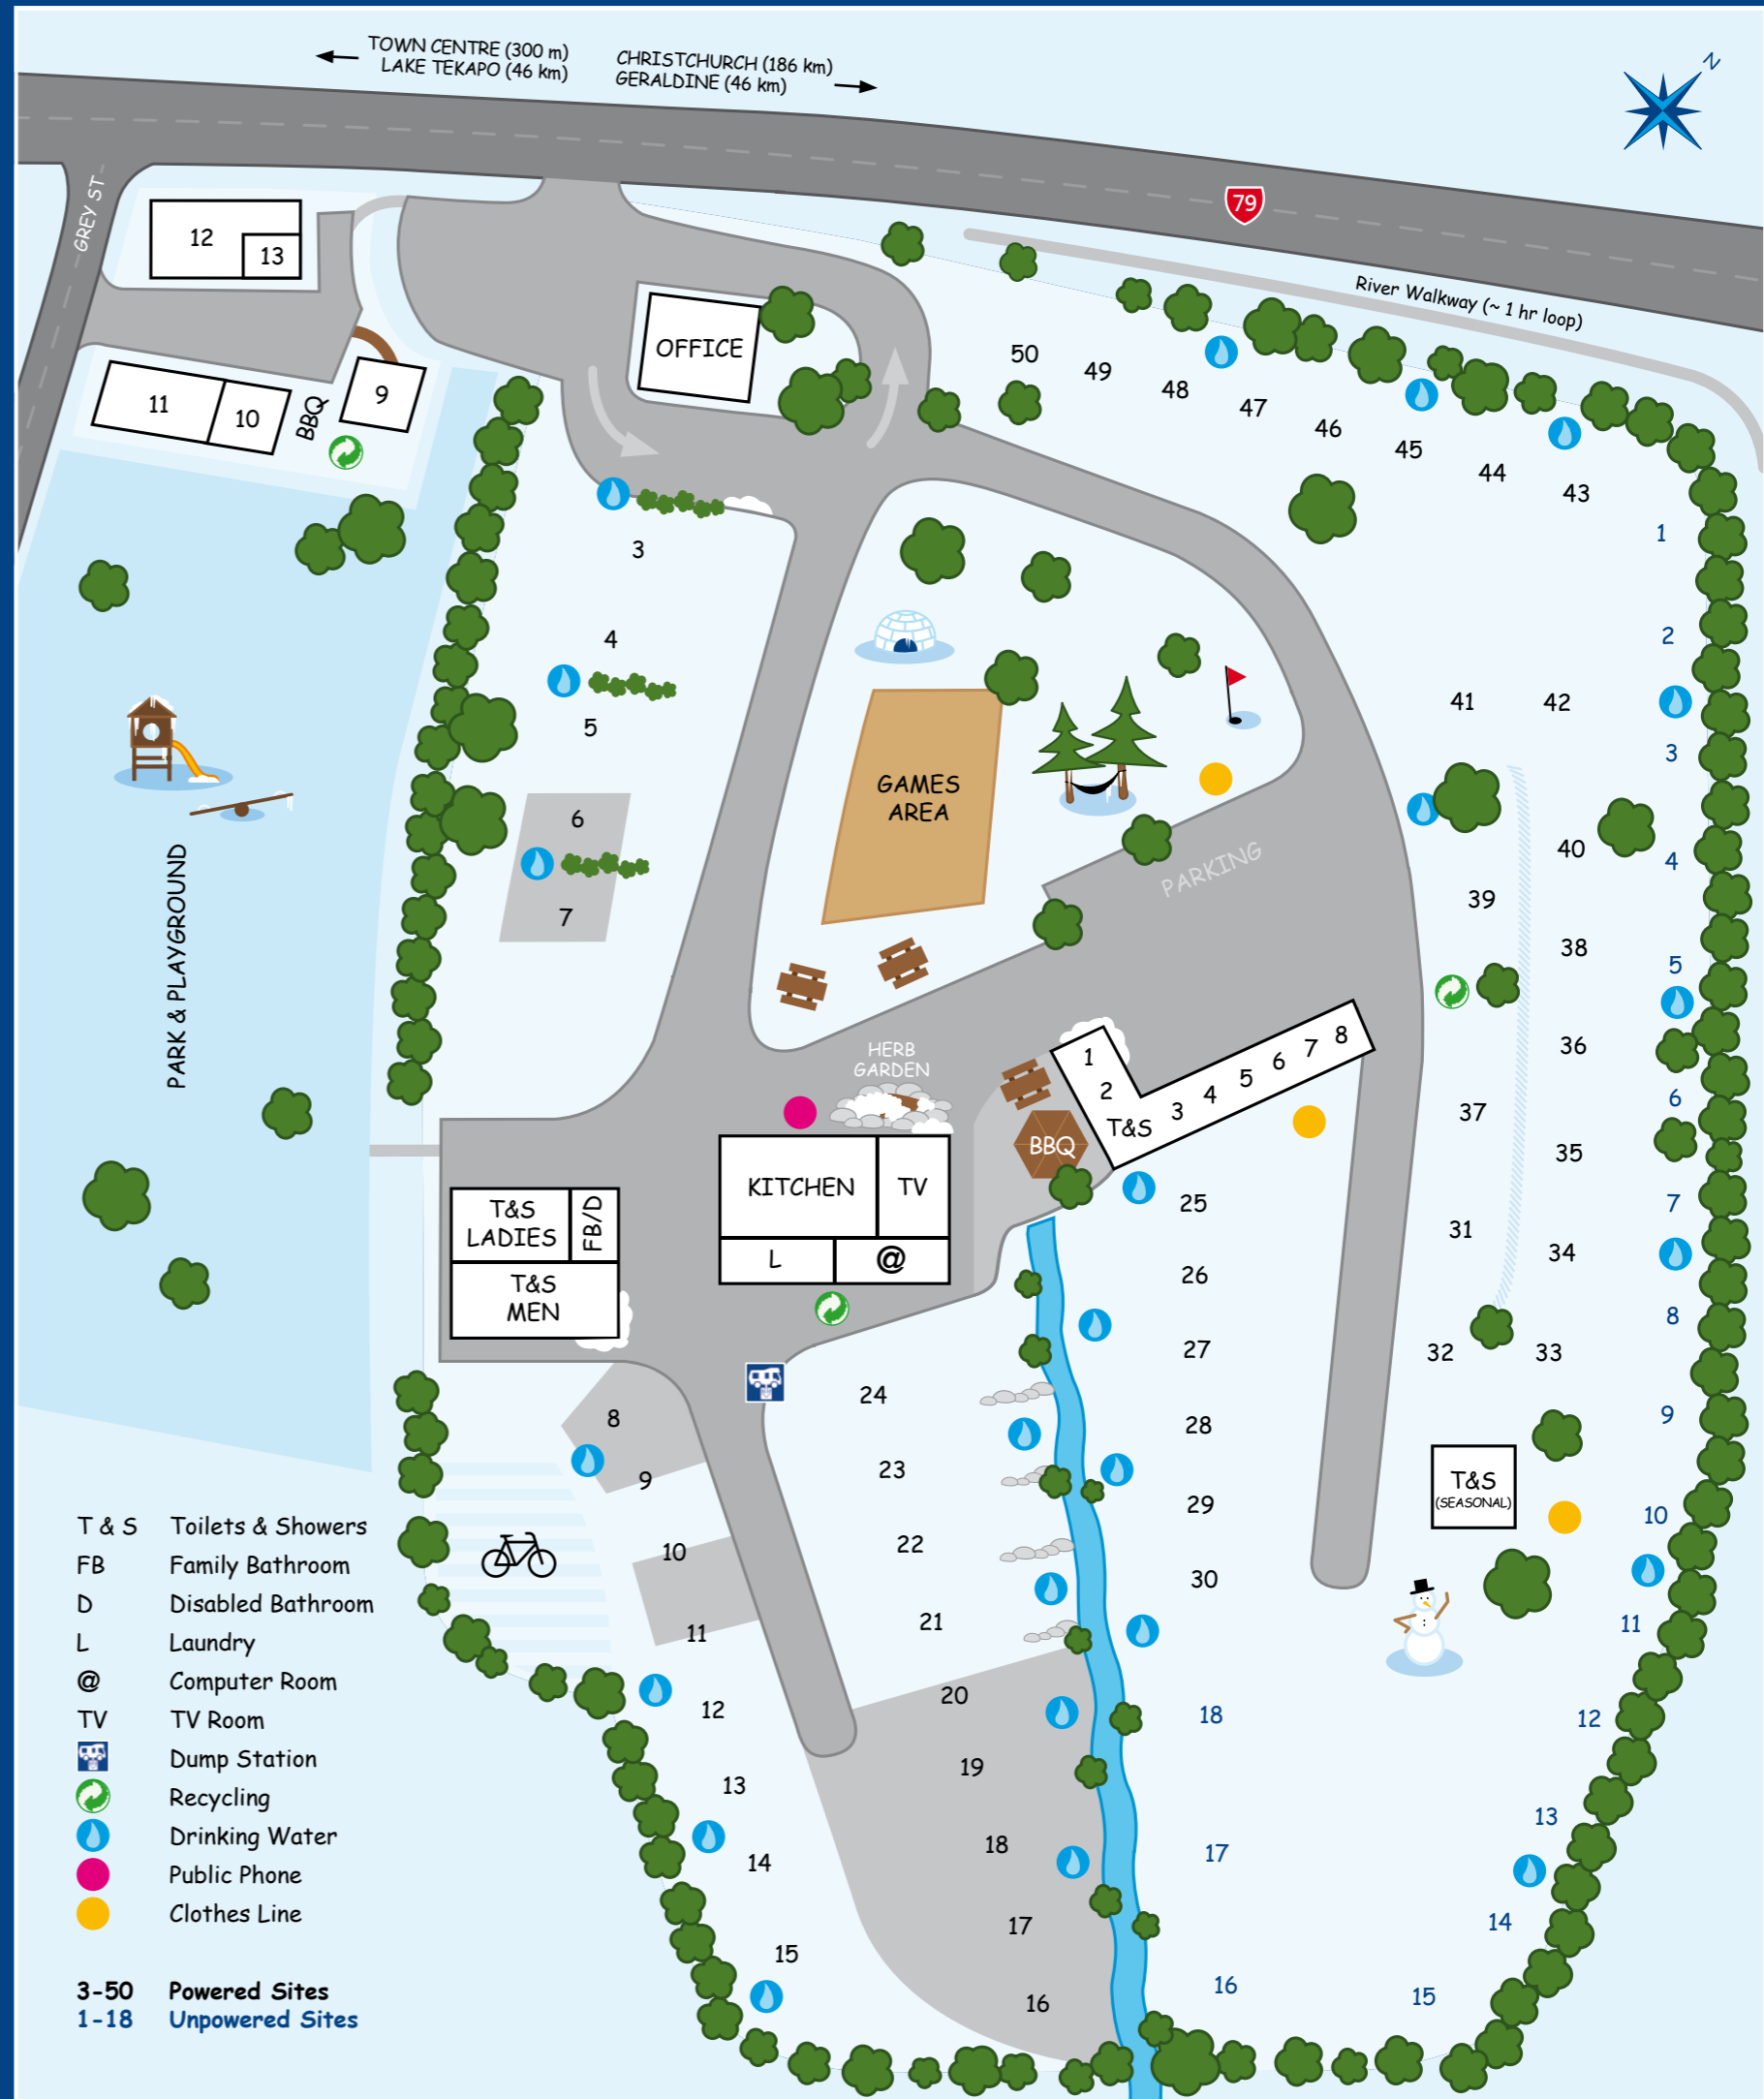 TOWN CENTRE (300 m)
LAKE TEKAPO (46 km)
CHRISTCHURCH (186 km)
GERALDINE (46 km)
N
79
River Walkway (~ 1 hr loop)
GREY ST
12
13
11
10
BBQ
9
OFFICE
50
49
48
47
46
45
44
43
1
2
41
42
3
40
4
39
38
5
36
6
37
35
7
31
34
8
32
33
9
T&S
(SEASONAL)
10
11
12
13
14
15
3
4
5
6
7
GAMES
AREA
PARKING
PARK & PLAYGROUND
HERB
GARDEN
1
2
T&S
3
4
5
6
7
8
BBQ
KITCHEN
TV
L
@
T&S
LADIES
FB/D
T&S
MEN
25
26
27
28
29
30
18
17
16
24
23
22
21
20
19
18
17
16
8
9
10
11
12
13
14
15
T & S Toilets & Showers
FB Family Bathroom
D Disabled Bathroom
L Laundry
@ Computer Room
TV TV Room
Dump Station
Recycling
Drinking Water
Public Phone
Clothes Line
3-50 Powered Sites
1-18 Unpowered Sites